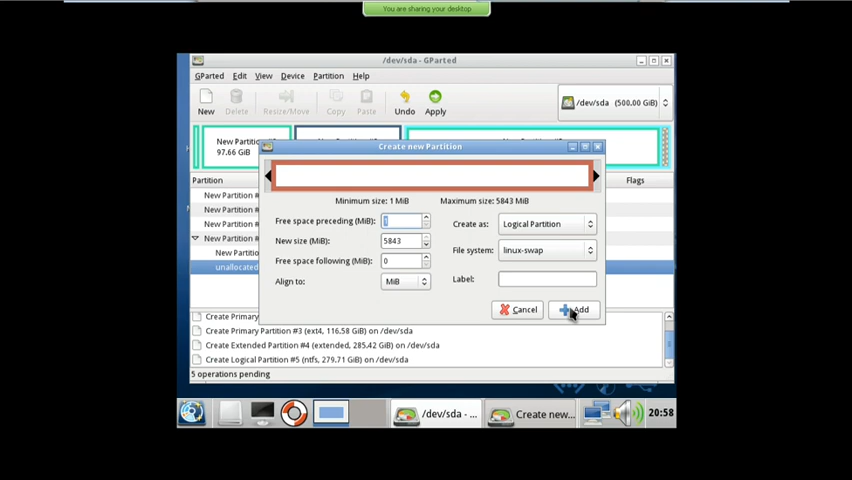 You are sharing your desktop
/dev/sda - GParted
GParted Edit View Device Partition Help
New Delete Resize/Move Copy Paste Undo Apply
/dev/sda (500.00 GiB)
New Partition
97.66 GiB
Create new Partition
Minimum size: 1 MiB Maximum size: 5843 MiB
Free space preceding (MiB): 1
Create as: Logical Partition
New size (MiB): 5843
File system: linux-swap
Free space following (MiB): 0
Align to: MiB
Label:
Cancel Add
Partition
Flags
New Partition #
New Partition #
New Partition #
New Partition #
New Partitio
unallocated
Create Primary
Create Primary Partition #3 (ext4, 116.58 GiB) on /dev/sda
Create Extended Partition #4 (extended, 285.42 GiB) on /dev/sda
Create Logical Partition #5 (ntfs, 279.71 GiB) on /dev/sda
5 operations pending
/dev/sda - ...
Create new...
20:58